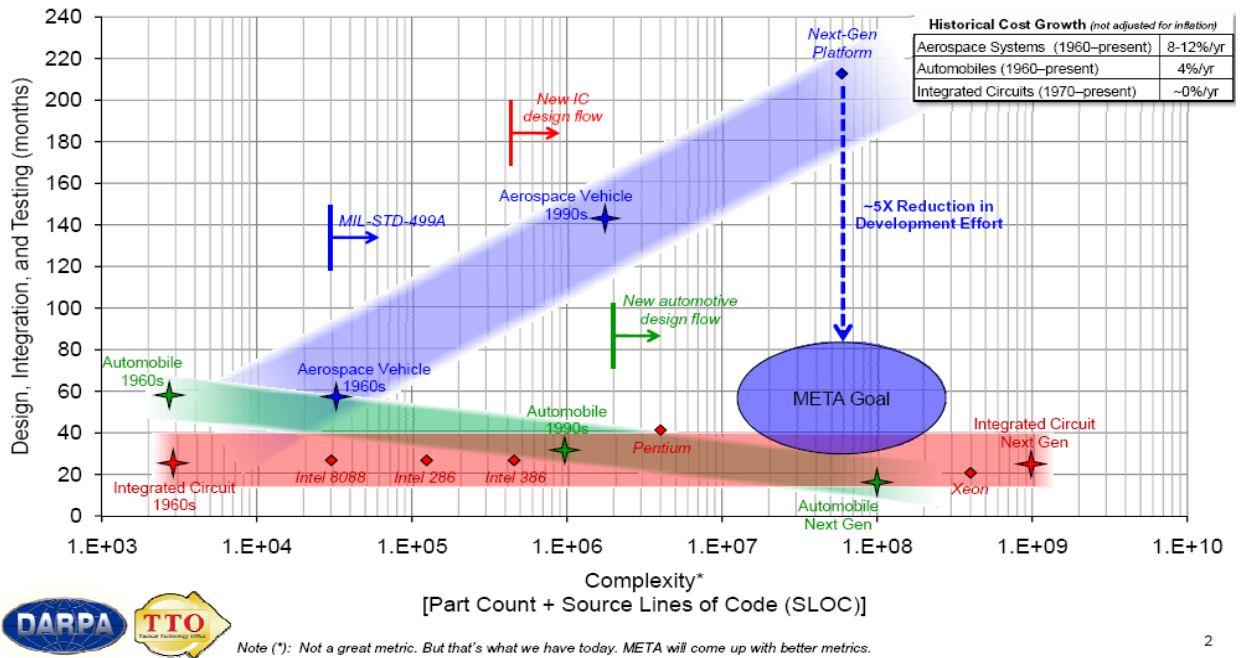 Historical Cost Growth (not adjusted for inflation)
Aerospace Systems (1960–present) 8-12%/yr
Automobiles (1960–present) 4%/yr
Integrated Circuits (1970–present) ~0%/yr
Design, Integration, and Testing (months)
240
220
200
180
160
140
120
100
80
60
40
20
0
Next-Gen
Platform
New IC
design flow
Aerospace Vehicle
1990s
~5X Reduction in
Development Effort
MIL-STD-499A
New automotive
design flow
Automobile
1960s
Aerospace Vehicle
1960s
META Goal
Automobile
1990s
Pentium
Integrated Circuit
Next Gen
Integrated Circuit
1960s
Intel 8088
Intel 286
Intel 386
Xeon
Automobile
Next Gen
1.E+03 1.E+04 1.E+05 1.E+06 1.E+07 1.E+08 1.E+09 1.E+10
Complexity*
[Part Count + Source Lines of Code (SLOC)]
DARPA
TTO
Tactical Technology Office
Note (*): Not a great metric. But that's what we have today. META will come up with better metrics.
2